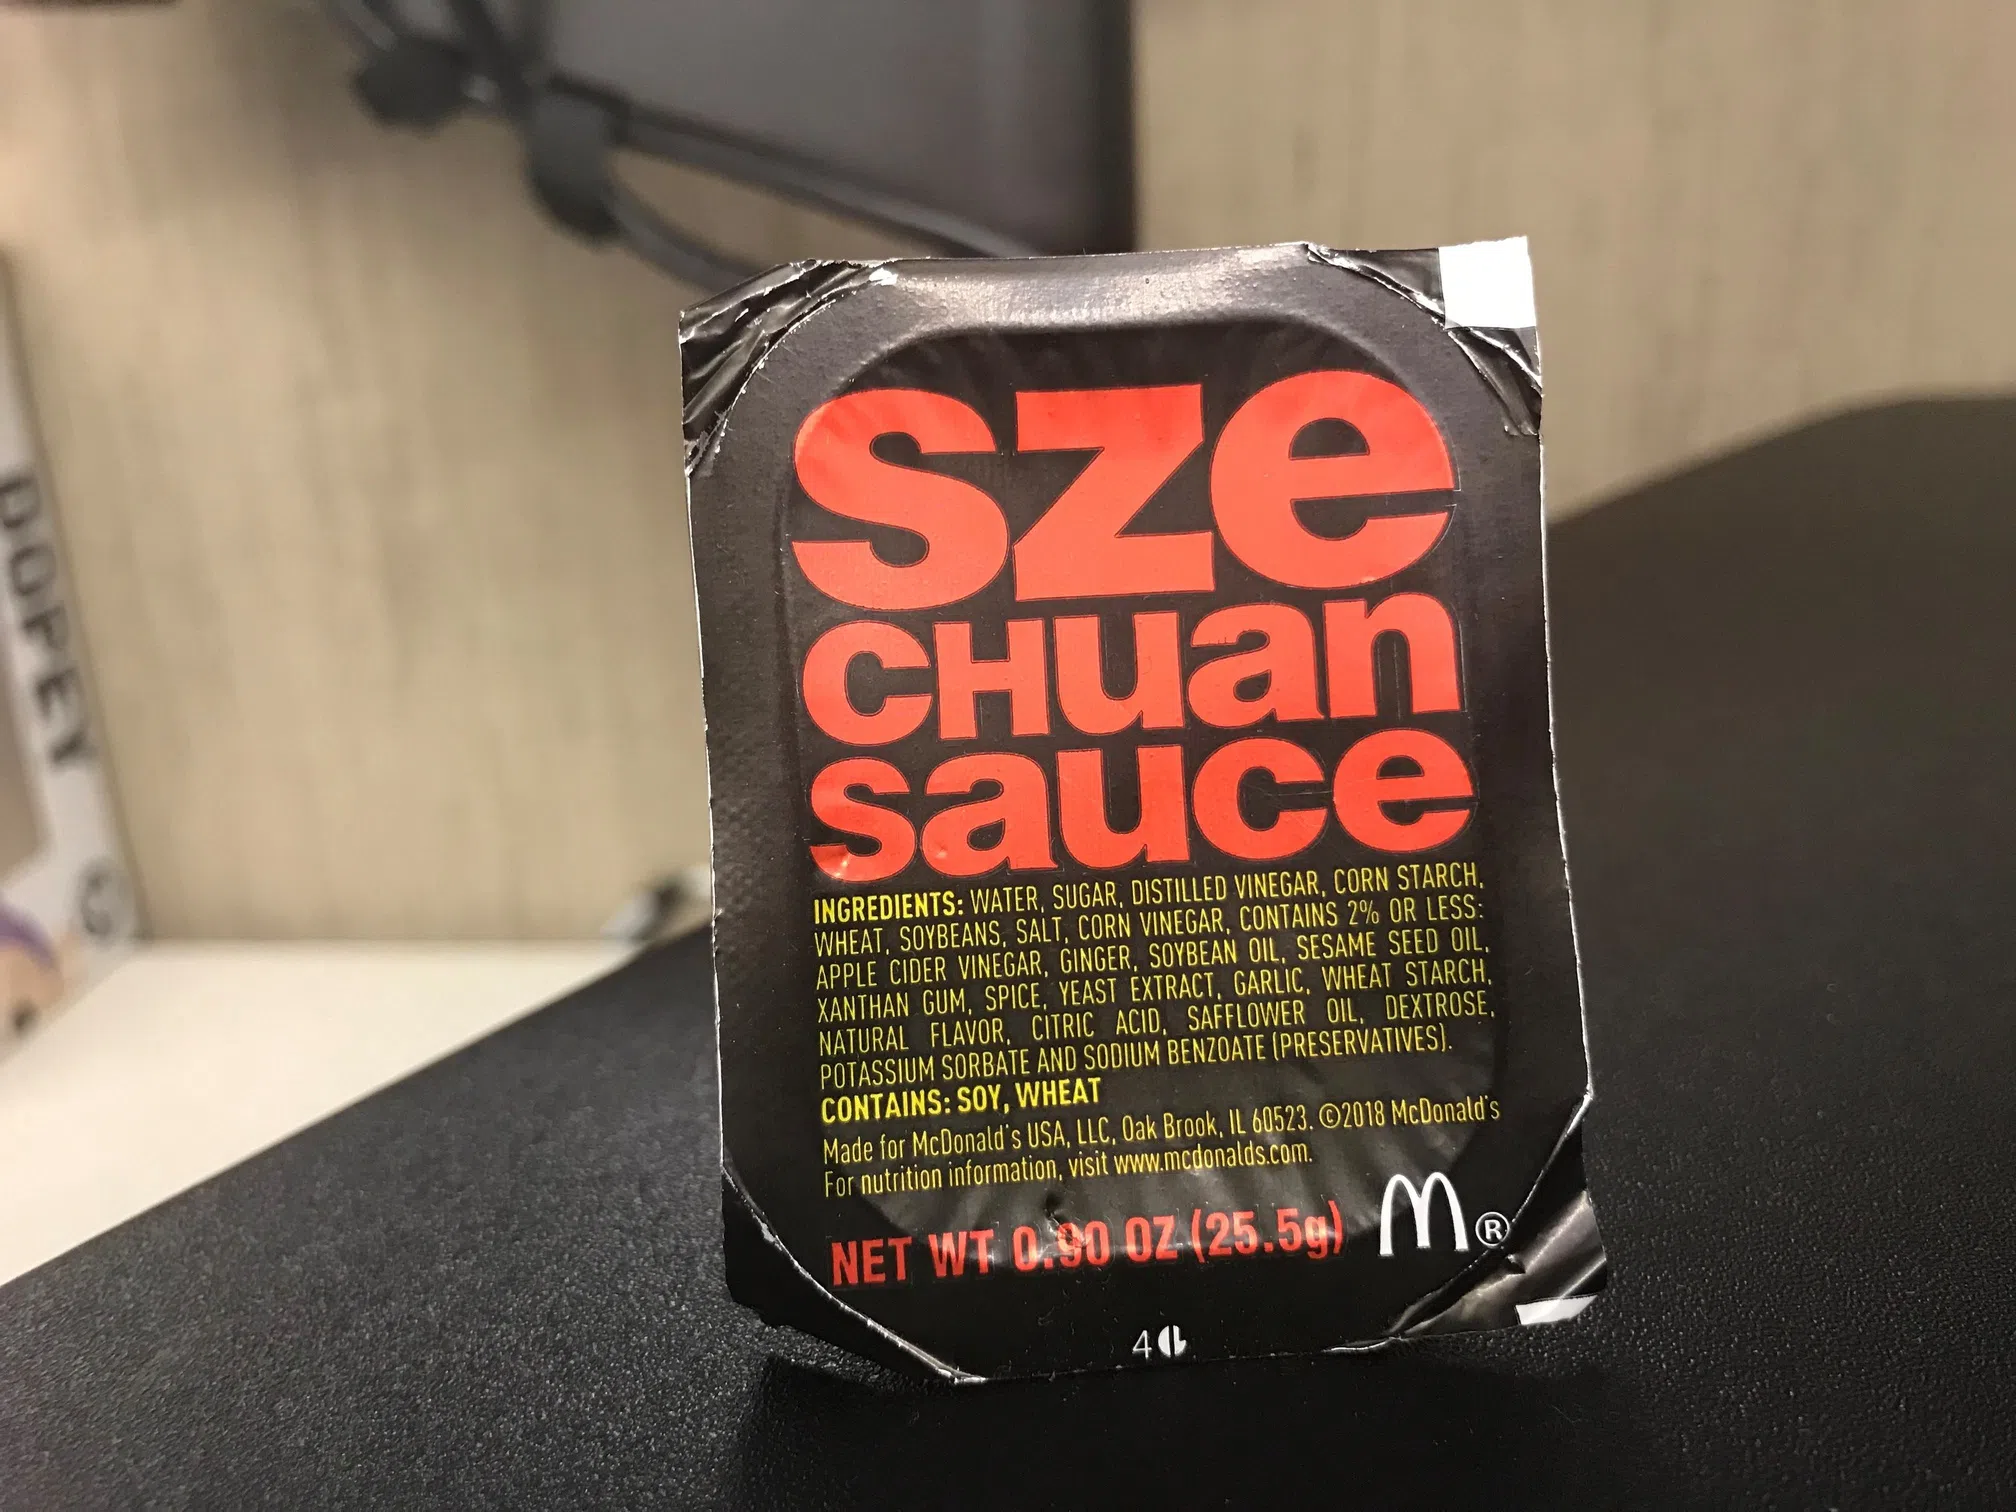 sze
cHuan
sauce
INGREDIENTS: WATER, SUGAR, DISTILLED VINEGAR, CORN STARCH,
WHEAT, SOYBEANS, SALT, CORN VINEGAR, CONTAINS 2% OR LESS:
APPLE CIDER VINEGAR, GINGER, SOYBEAN OIL, SESAME SEED OIL,
XANTHAN GUM, SPICE, YEAST EXTRACT, GARLIC, WHEAT STARCH,
NATURAL FLAVOR, CITRIC ACID, SAFFLOWER OIL, DEXTROSE,
POTASSIUM SORBATE AND SODIUM BENZOATE (PRESERVATIVES).
CONTAINS: SOY, WHEAT
Made for McDonald's USA, LLC, Oak Brook, IL 60523. ©2018 McDonald's
For nutrition information, visit www.mcdonalds.com.
NET WT 0.90 OZ (25.5g)
M®
4
DOPEY